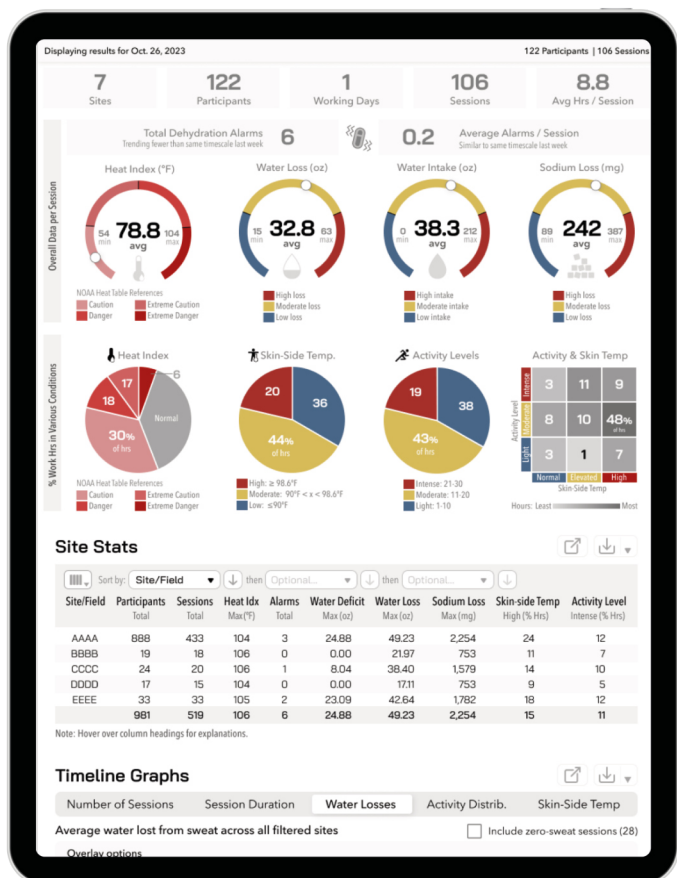 Displaying results for Oct. 26, 2023
122 Participants | 106 Sessions
7
122
1
106
8.8
Sites
Participants
Working Days
Sessions
Avg Hrs / Session
Total Dehydration Alarms
Trending fewer than same timescale last week
6
0.2
Average Alarms / Session
Similar to same timescale last week
Overall Data per Session
Heat Index (°F)
Water Loss (oz)
Water Intake (oz)
Sodium Loss (mg)
54
min
78.8
avg
104
max
15
min
32.8
avg
63
max
0
min
38.3
avg
212
max
89
min
242
avg
387
max
NOAA Heat Table References
Caution
Extreme Caution
Danger
Extreme Danger
High loss
Moderate loss
Low loss
High intake
Moderate intake
Low intake
High loss
Moderate loss
Low loss
% Work Hrs in Various Conditions
Heat Index
Skin-Side Temp.
Activity Levels
Activity & Skin Temp
6
17
18
Normal
30%
of hrs
20
36
44%
of hrs
19
38
43%
of hrs
Activity Level
Intense
Moderate
Light
3 11 9
8 10 48%
of hrs
3 1 7
Normal Elevated High
Skin-Side Temp
Hours: Least Most
NOAA Heat Table References
Caution
Extreme Caution
Danger
Extreme Danger
High: ≥ 98.6°F
Moderate: 90°F < x < 98.6°F
Low: ≤90°F
Intense: 21-30
Moderate: 11-20
Light: 1-10
Site Stats
Sort by: Site/Field then Optional... then Optional...
Site/Field Participants Sessions Heat Idx Alarms Water Deficit Water Loss Sodium Loss Skin-side Temp Activity Level
Total Total Max(°F) Total Max (oz) Max (oz) Max (mg) High (% Hrs) Intense (% Hrs)
AAAA 888 433 104 3 24.88 49.23 2,254 24 12
BBBB 19 18 106 0 0.00 21.97 753 11 7
CCCC 24 20 106 1 8.04 38.40 1,579 14 10
DDDD 17 15 104 0 0.00 17.11 753 9 5
EEEE 33 33 105 2 23.09 42.64 1,782 18 12
981 519 106 6 24.88 49.23 2,254 15 11
Note: Hover over column headings for explanations.
Timeline Graphs
Number of Sessions
Session Duration
Water Losses
Activity Distrib.
Skin-Side Temp
Average water lost from sweat across all filtered sites
Include zero-sweat sessions (28)
Overlay options